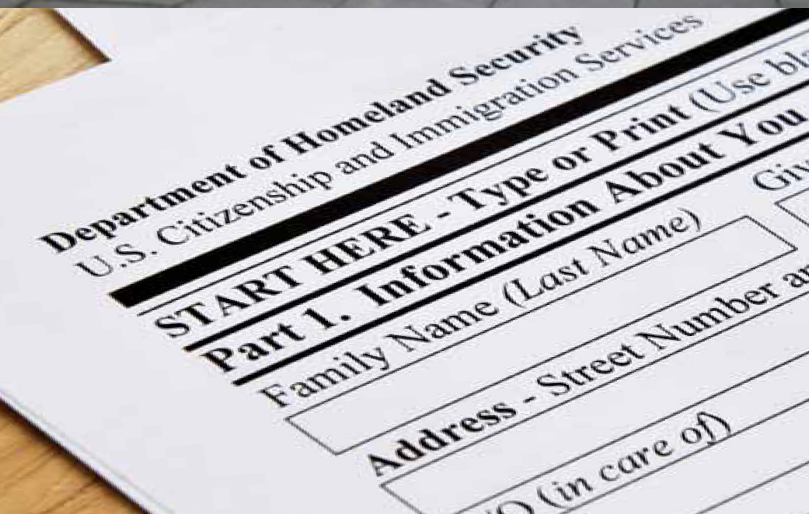 Department of Homeland Security
U.S. Citizenship and Immigration Services
START HERE - Type or Print (Use
Part 1. Information About You
Family Name (Last Name)
Address - Street Number
(in care of)